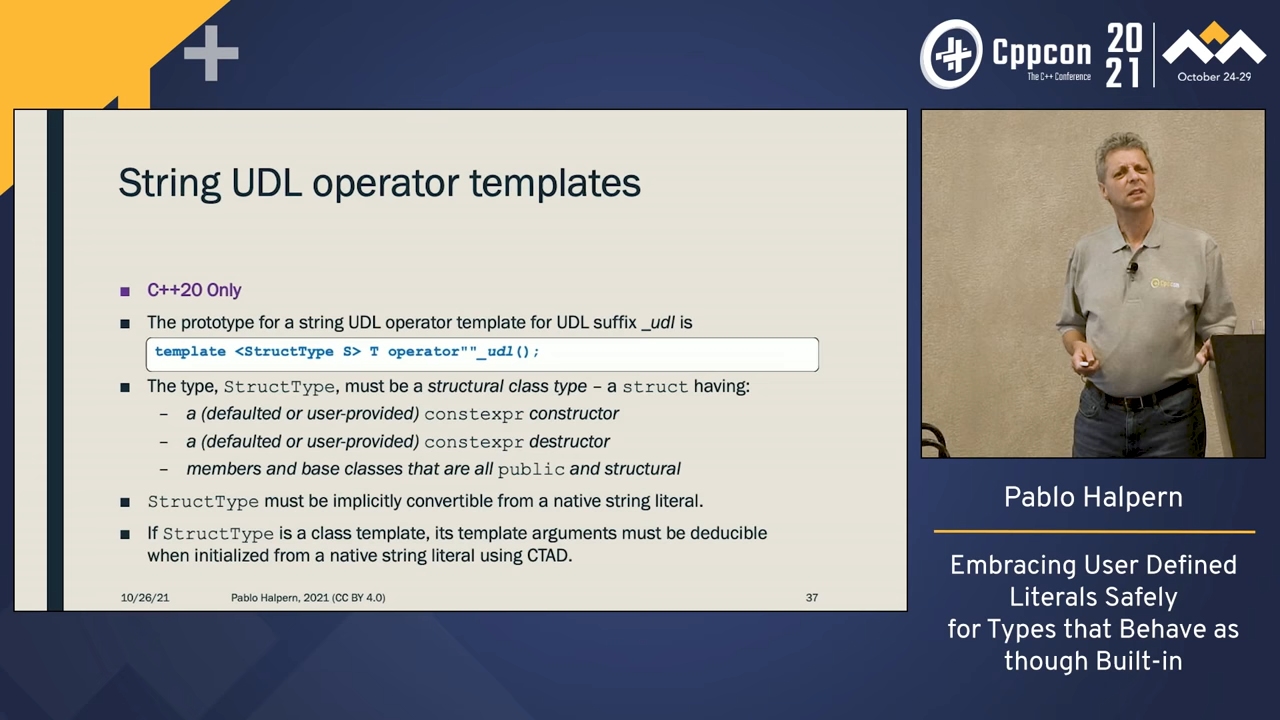 Cppcon
The C++ Conference
20
21
October 24-29
String UDL operator templates
C++20 Only
The prototype for a string UDL operator template for UDL suffix _udl is
template <StructType S> T operator""_udl();
The type, StructType, must be a structural class type – a struct having:
– a (defaulted or user-provided) constexpr constructor
– a (defaulted or user-provided) constexpr destructor
– members and base classes that are all public and structural
StructType must be implicitly convertible from a native string literal.
If StructType is a class template, its template arguments must be deducible
when initialized from a native string literal using CTAD.
10/26/21
Pablo Halpern, 2021 (CC BY 4.0)
37
Cppcon
Pablo Halpern
Embracing User Defined
Literals Safely
for Types that Behave as
though Built-in